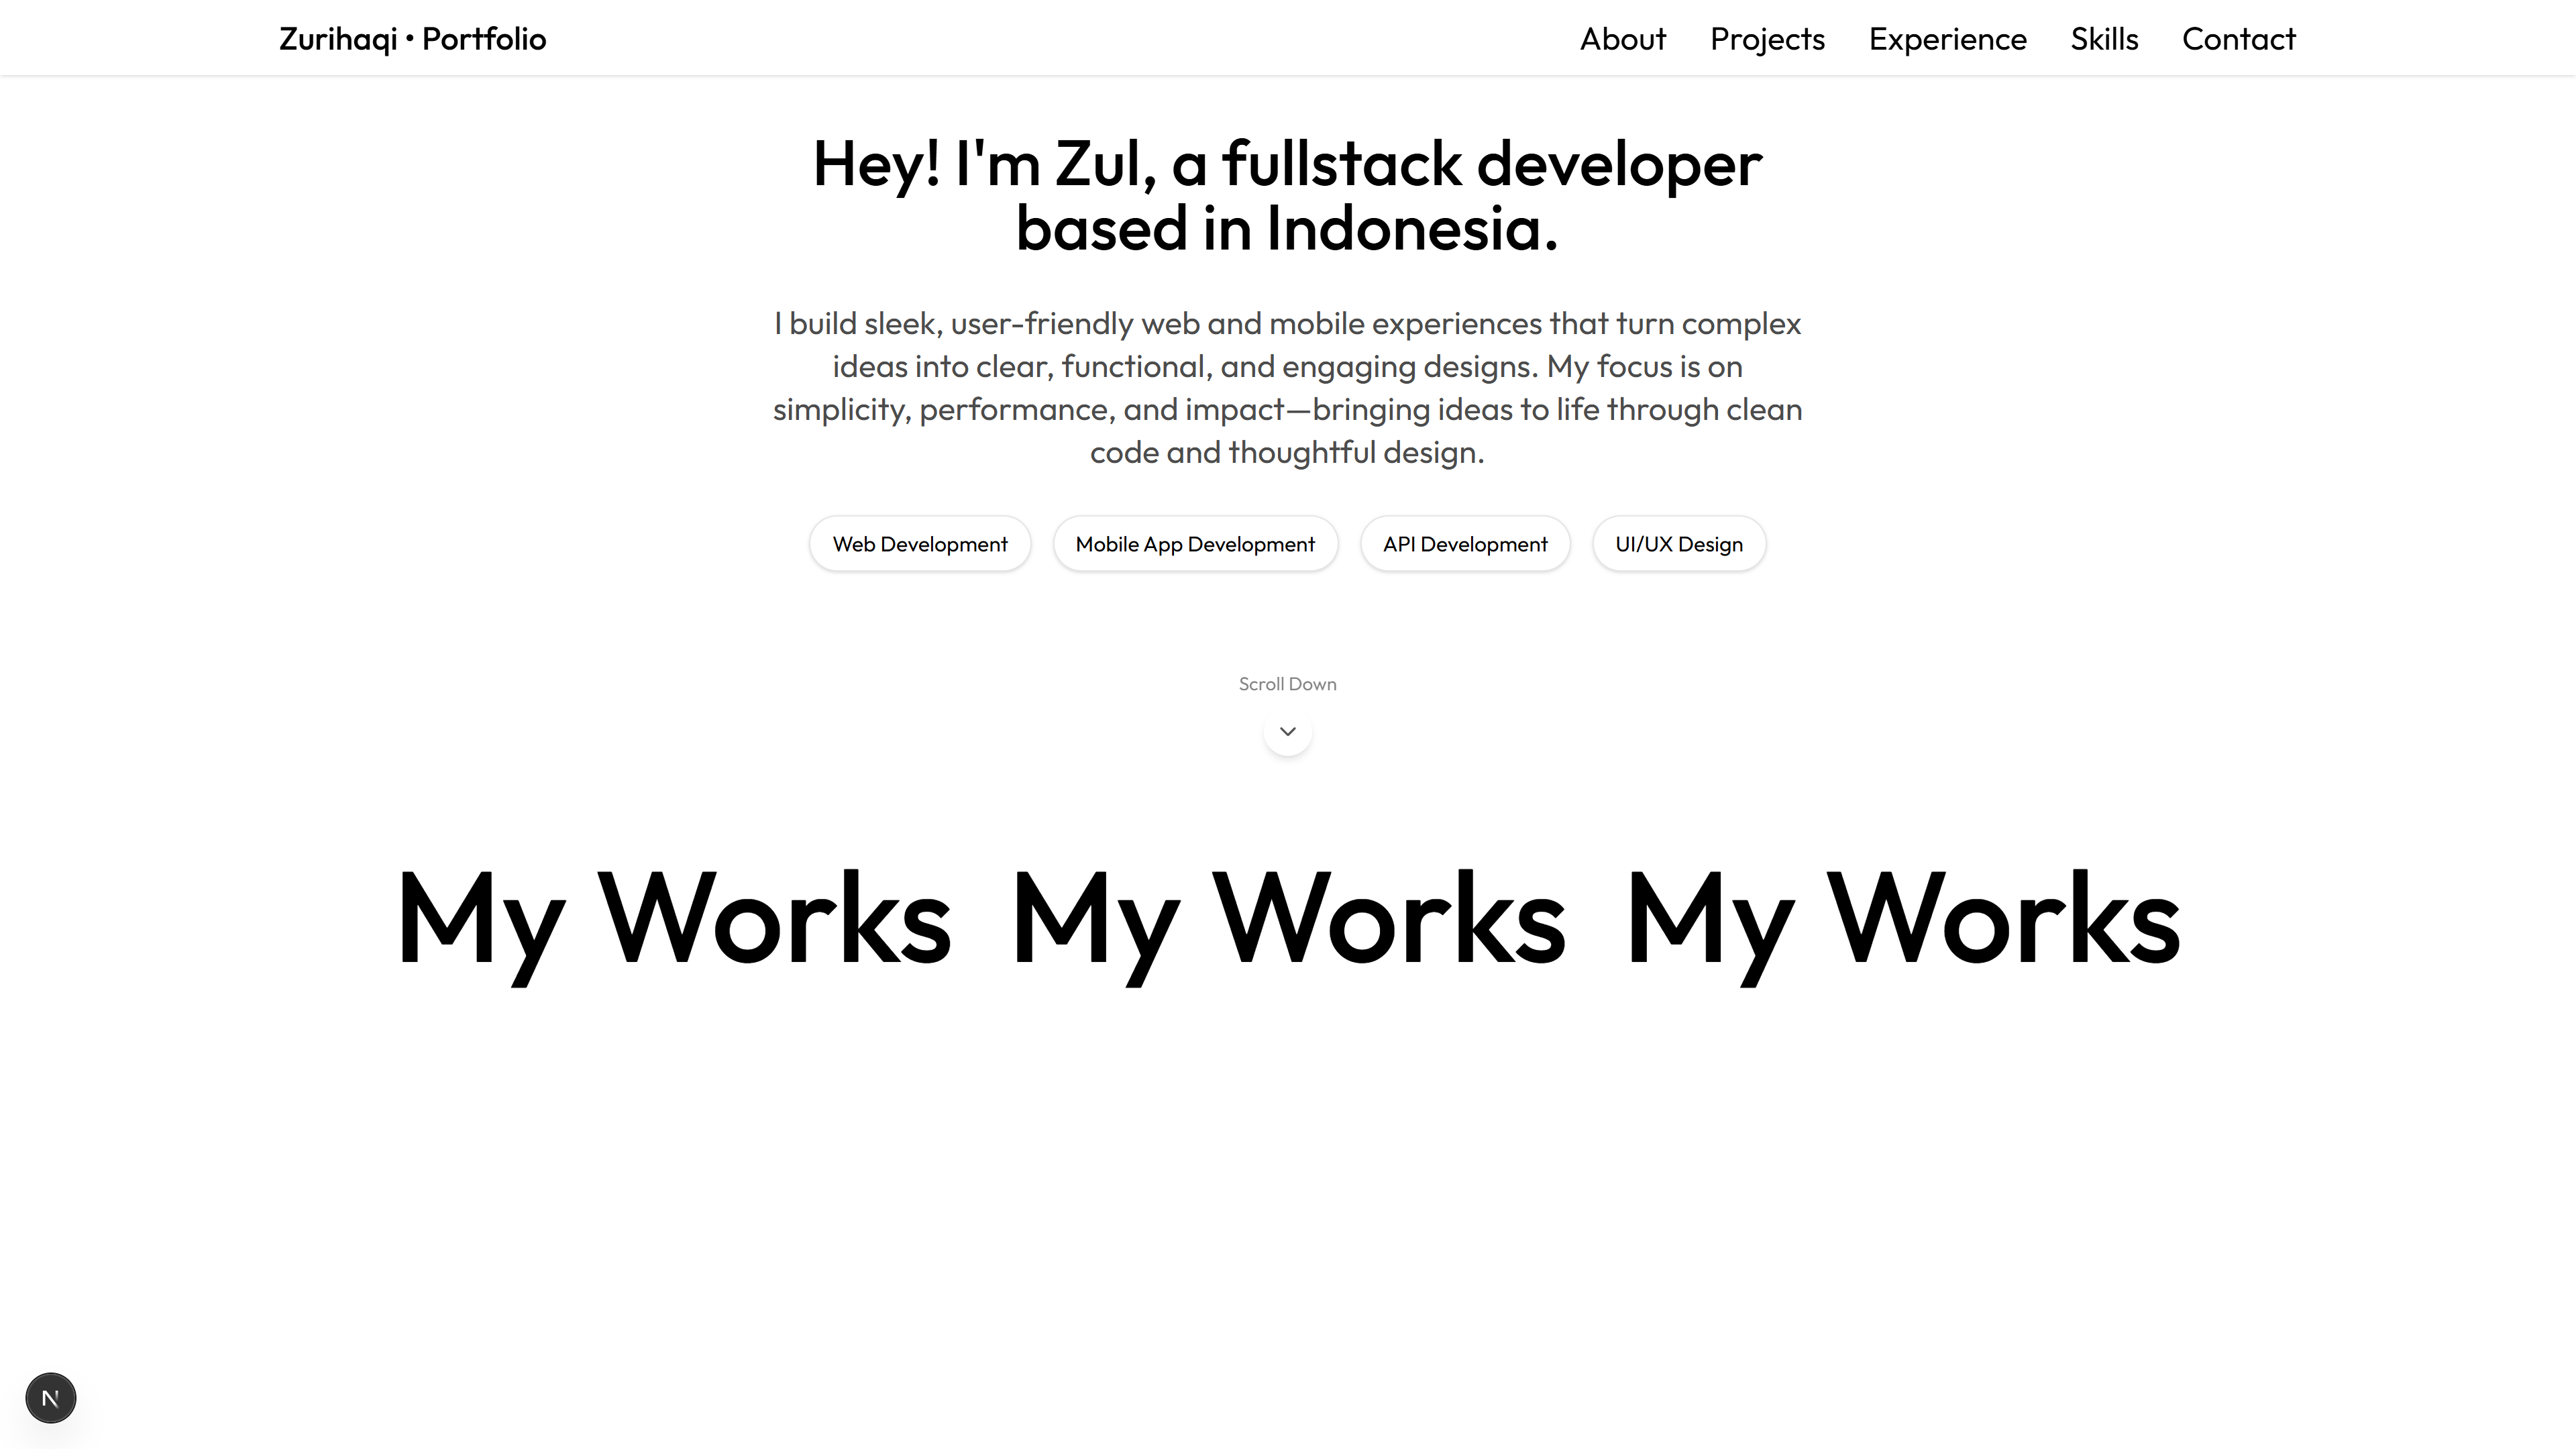 Zurihaqi • Portfolio
About Projects Experience Skills Contact
Hey! I'm Zul, a fullstack developer
based in Indonesia.
I build sleek, user-friendly web and mobile experiences that turn complex
ideas into clear, functional, and engaging designs. My focus is on
simplicity, performance, and impact—bringing ideas to life through clean
code and thoughtful design.
Web Development Mobile App Development API Development UI/UX Design
Scroll Down
My Works My Works My Works
N